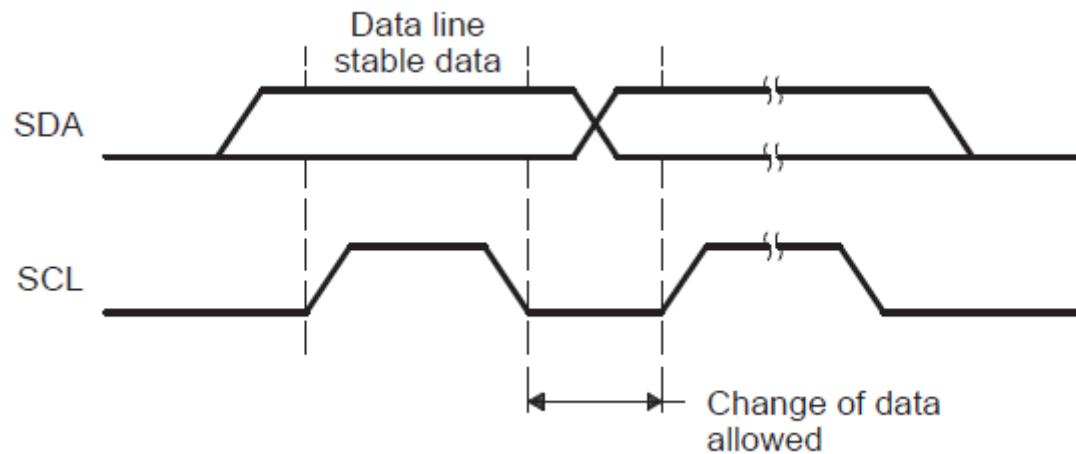 Data line
stable data
SDA
SCL
Change of data
allowed